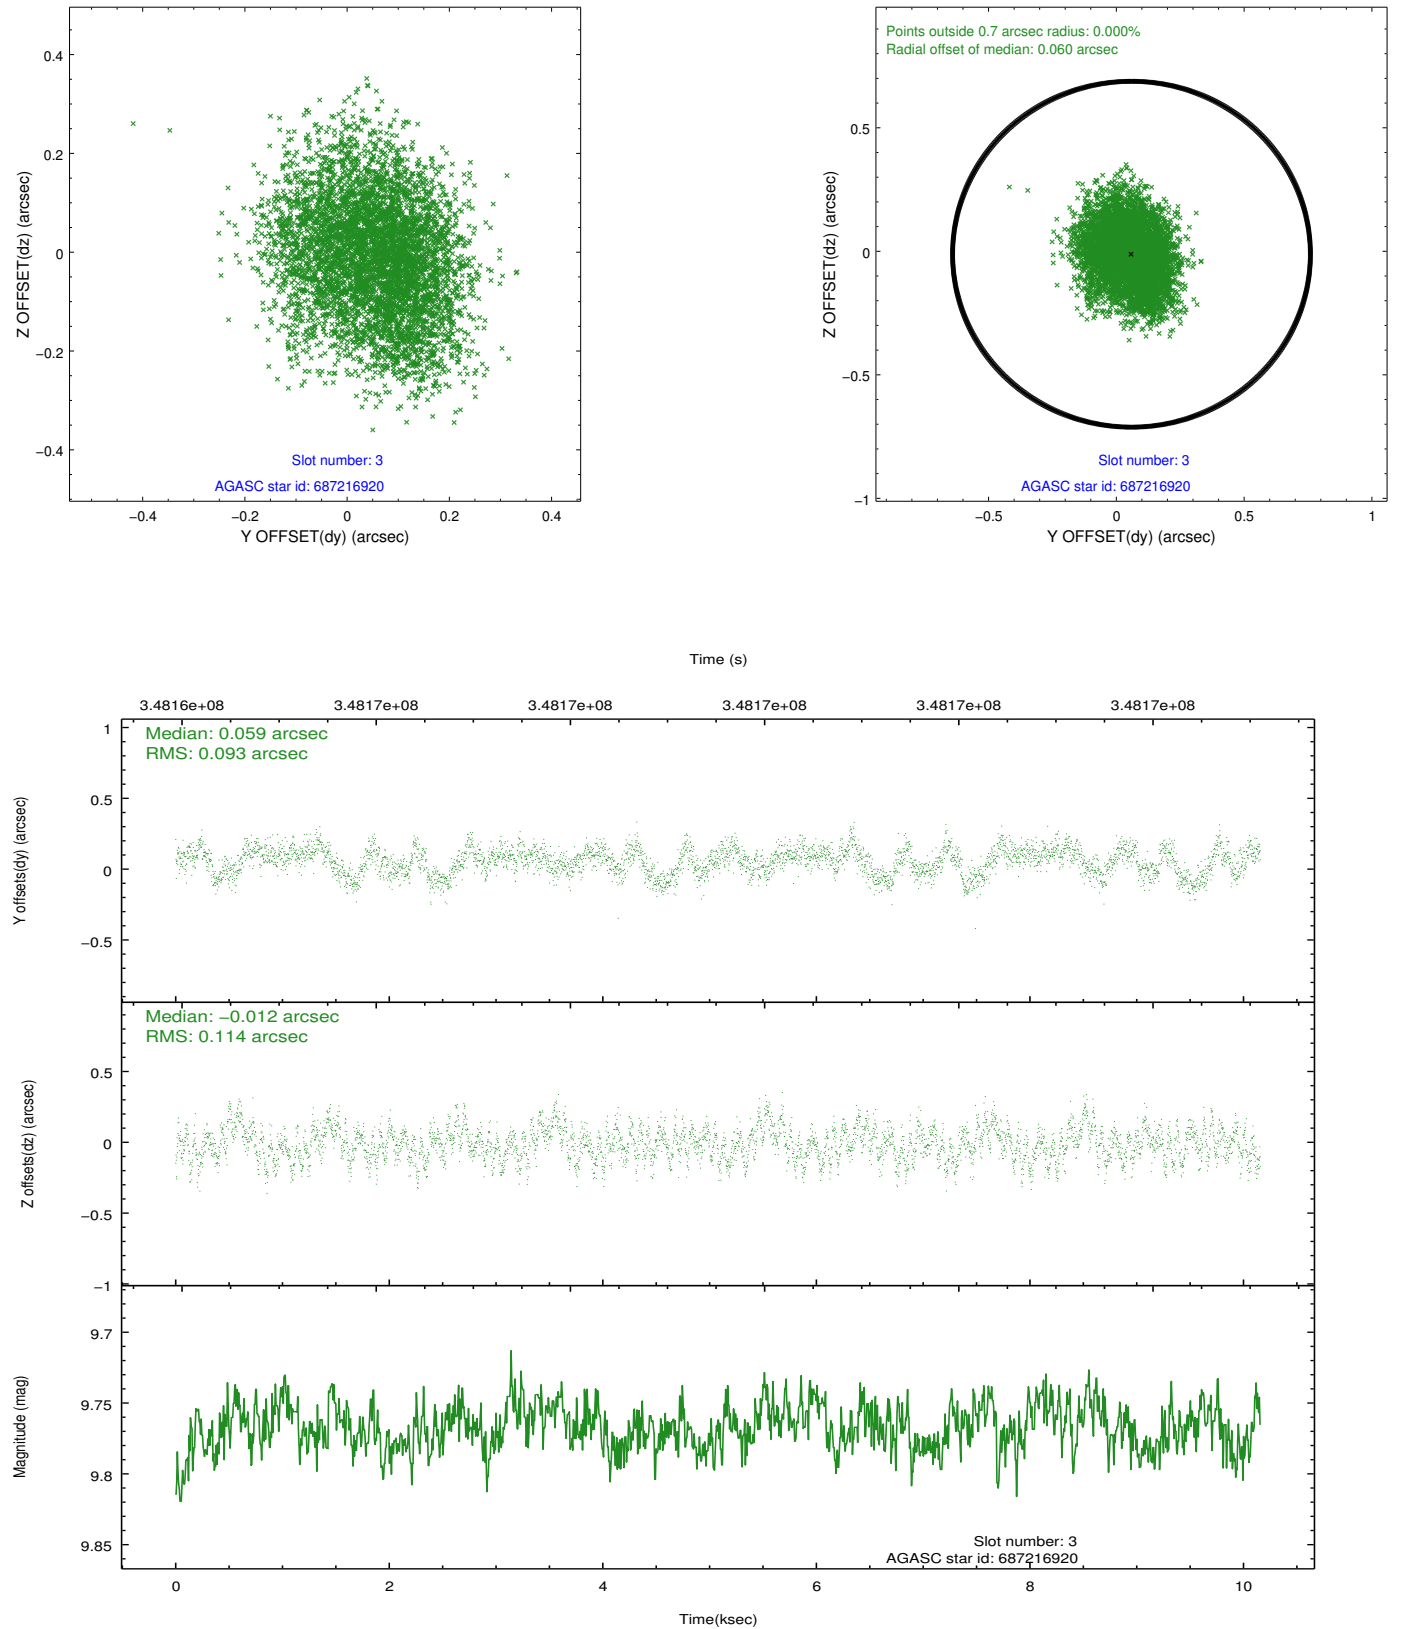 0.4
0.2
0
−0.2
−0.4
Z OFFSET(dz) (arcsec)
Slot number: 3
AGASC star id: 687216920
−0.4
−0.2
0
0.2
0.4
Y OFFSET(dy) (arcsec)
Points outside 0.7 arcsec radius: 0.000%
Radial offset of median: 0.060 arcsec
0.5
0
−0.5
−1
Z OFFSET(dz) (arcsec)
Slot number: 3
AGASC star id: 687216920
−0.5
0
0.5
1
Y OFFSET(dy) (arcsec)
Time (s)
3.4816e+08
3.4817e+08
3.4817e+08
3.4817e+08
3.4817e+08
3.4817e+08
Median: 0.059 arcsec
RMS: 0.093 arcsec
1
0.5
0
−0.5
Y offsets(dy) (arcsec)
Median: −0.012 arcsec
RMS: 0.114 arcsec
0.5
0
−0.5
−1
Z offsets(dz) (arcsec)
9.7
9.75
9.8
9.85
Magnitude (mag)
Slot number: 3
AGASC star id: 687216920
0
2
4
6
8
10
Time(ksec)